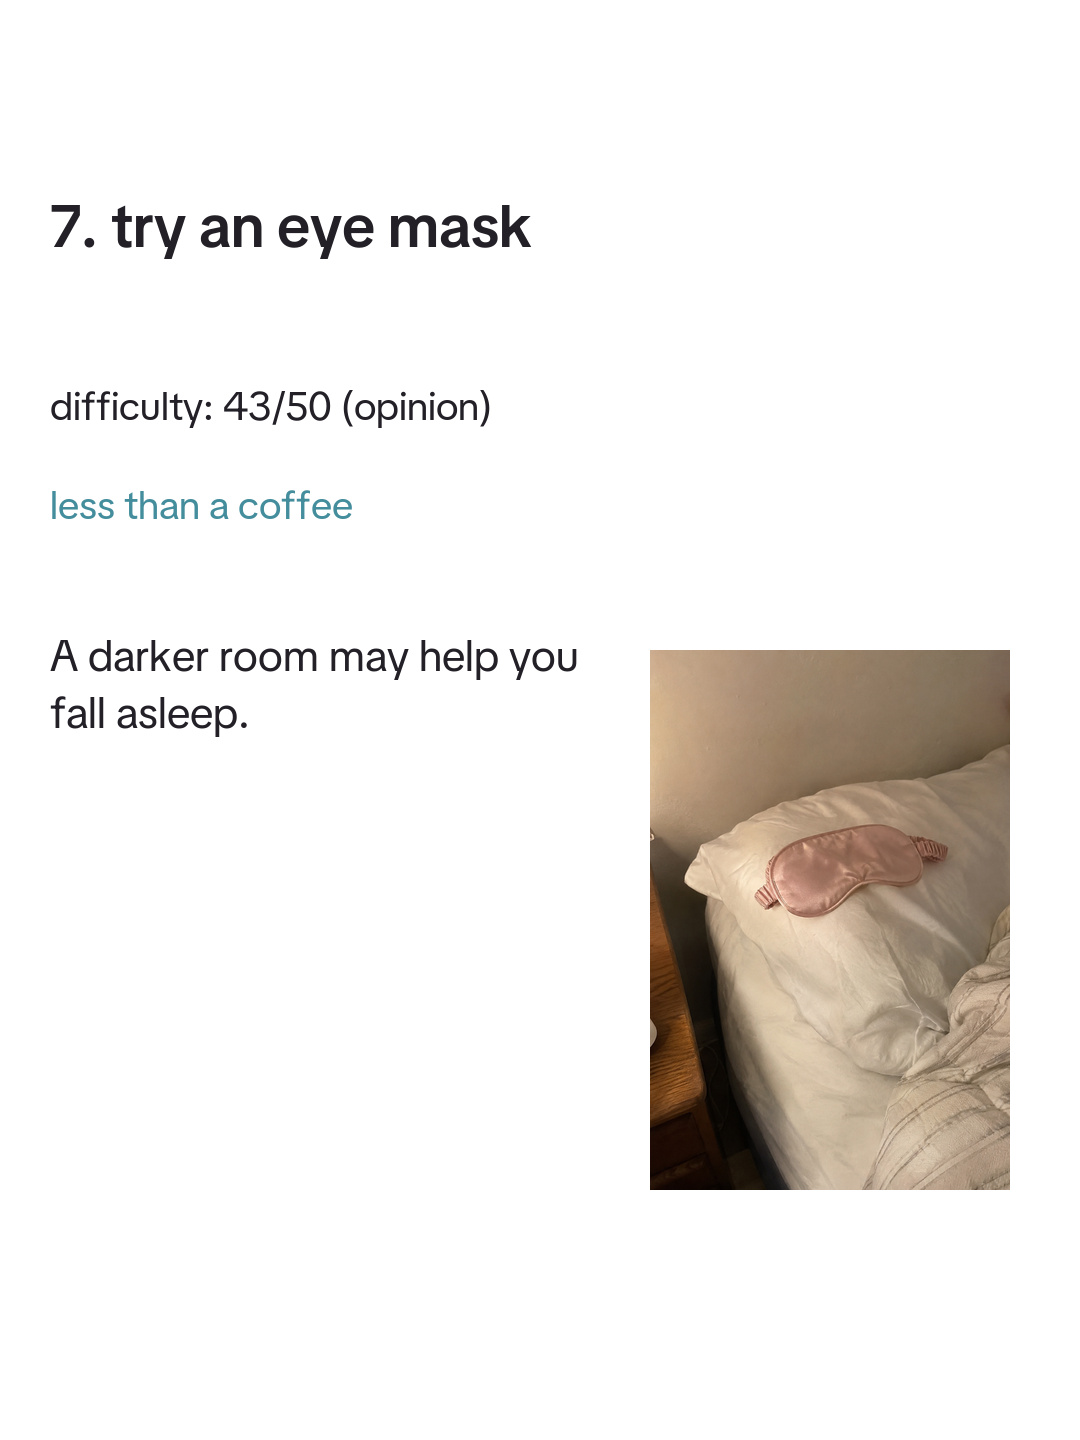 7. try an eye mask
difficulty: 43/50 (opinion)
less than a coffee
A darker room may help you
fall asleep.